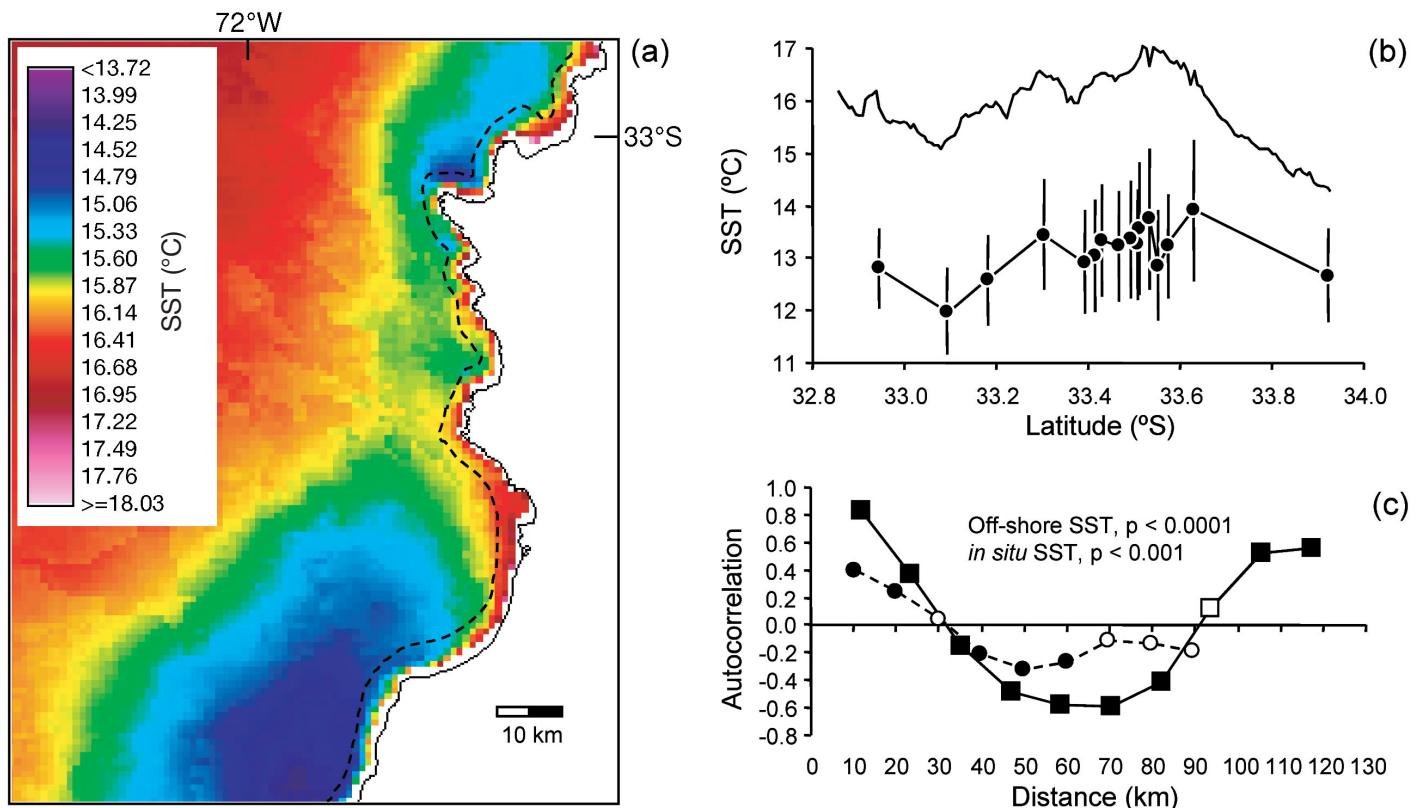 72°W
(a)
<13.72
13.99
14.25
14.52
14.79
15.06
15.33
15.60
15.87
16.14
16.41
16.68
16.95
17.22
17.49
17.76
>=18.03
SST (°C)
33°S
10 km
(b)
17
16
15
14
13
12
11
SST (ºC)
32.8 33.0 33.2 33.4 33.6 33.8 34.0
Latitude (ºS)
(c)
1.0
0.8
0.6
0.4
0.2
0.0
-0.2
-0.4
-0.6
-0.8
Autocorrelation
Off-shore SST, p < 0.0001
in situ SST, p < 0.001
0 10 20 30 40 50 60 70 80 90 100 110 120 130
Distance (km)